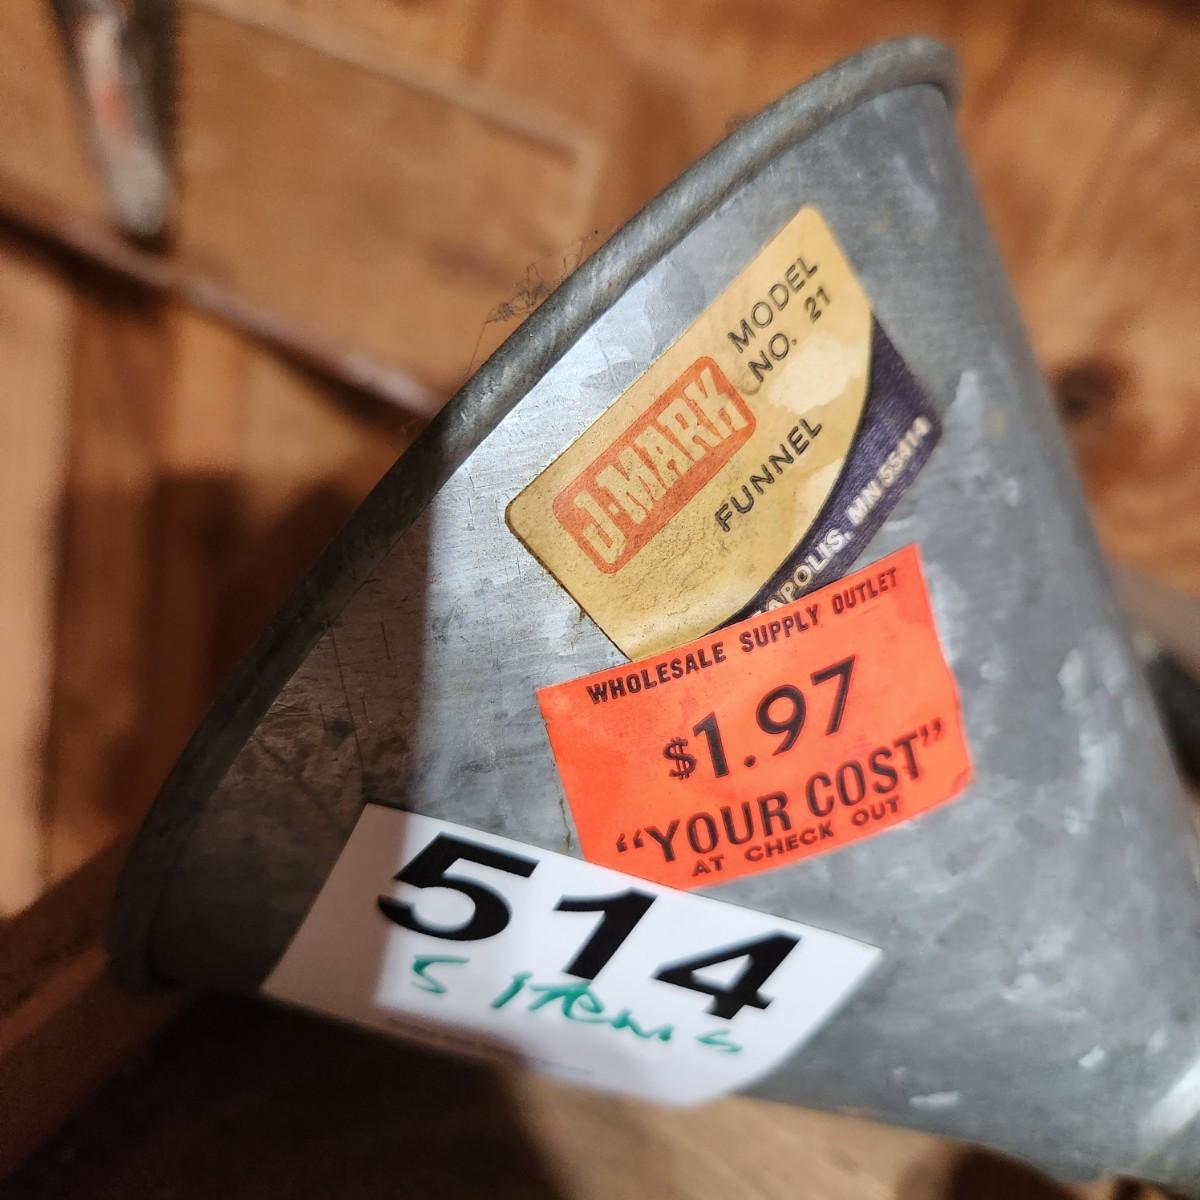 MODEL
NO. 21
J-MARK
FUNNEL
APOLIS, MN 55414
WHOLESALE SUPPLY OUTLET
$1.97
“YOUR COST”
AT CHECK OUT
514
5 items